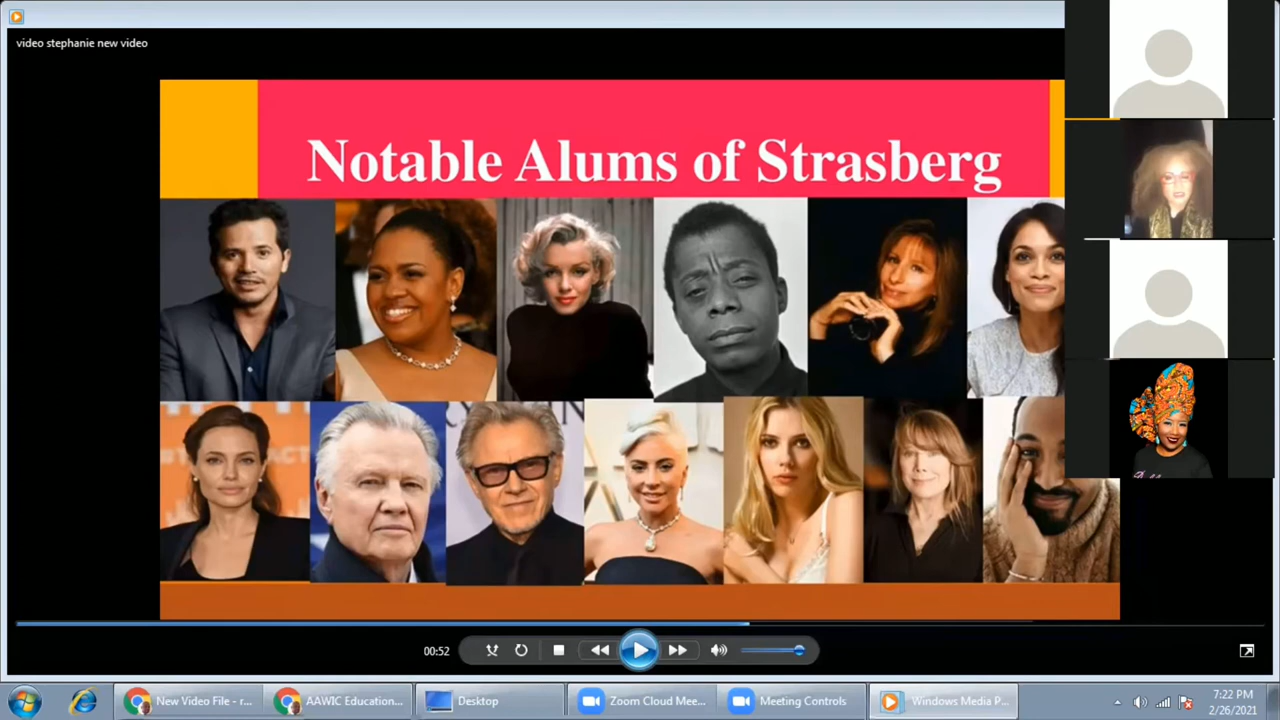 video stephanie new video
Notable Alums of Strasberg
00:52
New Video File - r...
AAWIC Education...
Desktop
Zoom Cloud Mee...
Meeting Controls
Windows Media P...
7:22 PM
2/26/2021